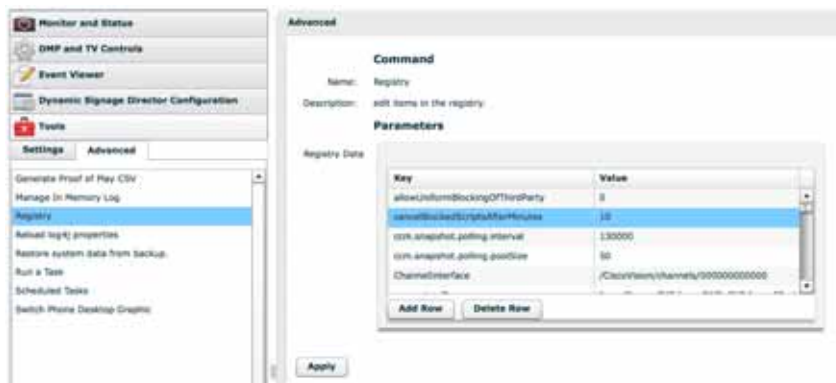 Monitor and Status
DMP and TV Controls
Event Viewer
Dynamic Signage Director Configuration
Tools
Settings
Advanced
Generate Proof of Play CSV
Manage In Memory Log
Registry
Reload log4j properties
Restore system data from backup.
Run a Task
Scheduled Tasks
Switch Phone Desktop Graphic
Advanced
Command
Name: Registry
Description: edit items in the registry
Parameters
Registry Data
Key Value
allowUniformBlockingOfThirdParty 0
cancelBlockedScriptsAfterMinutes 10
ccm.snapshot.polling.interval 130000
ccm.snapshot.polling.poolSize 50
ChannelInterface /CiscoVision/channels/000000000000
Add Row Delete Row
Apply